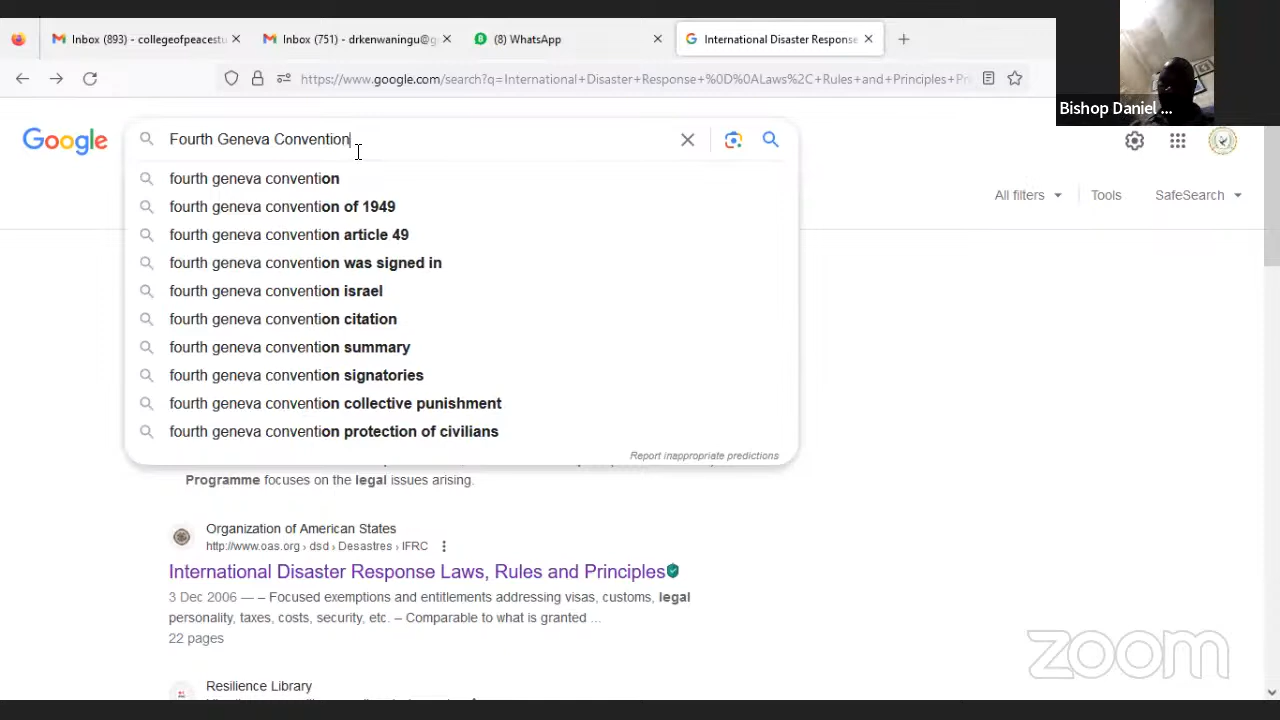 Inbox (893) - collegeofpeacestu
Inbox (751) - drkenwaningu@g
(8) WhatsApp
International Disaster Response
https://www.google.com/search?q=International+Disaster+Response+%0D%0ALaws%2C+Rules+and+Principles+Pr
Bishop Daniel ...
Google
Fourth Geneva Convention
All filters
Tools
SafeSearch
fourth geneva convention
fourth geneva convention of 1949
fourth geneva convention article 49
fourth geneva convention was signed in
fourth geneva convention israel
fourth geneva convention citation
fourth geneva convention summary
fourth geneva convention signatories
fourth geneva convention collective punishment
fourth geneva convention protection of civilians
Report inappropriate predictions
Programme focuses on the legal issues arising.
Organization of American States
http://www.oas.org › dsd › Desastres › IFRC
International Disaster Response Laws, Rules and Principles
3 Dec 2006 — – Focused exemptions and entitlements addressing visas, customs, legal
personality, taxes, costs, security, etc. – Comparable to what is granted ...
22 pages
zoom
Resilience Library